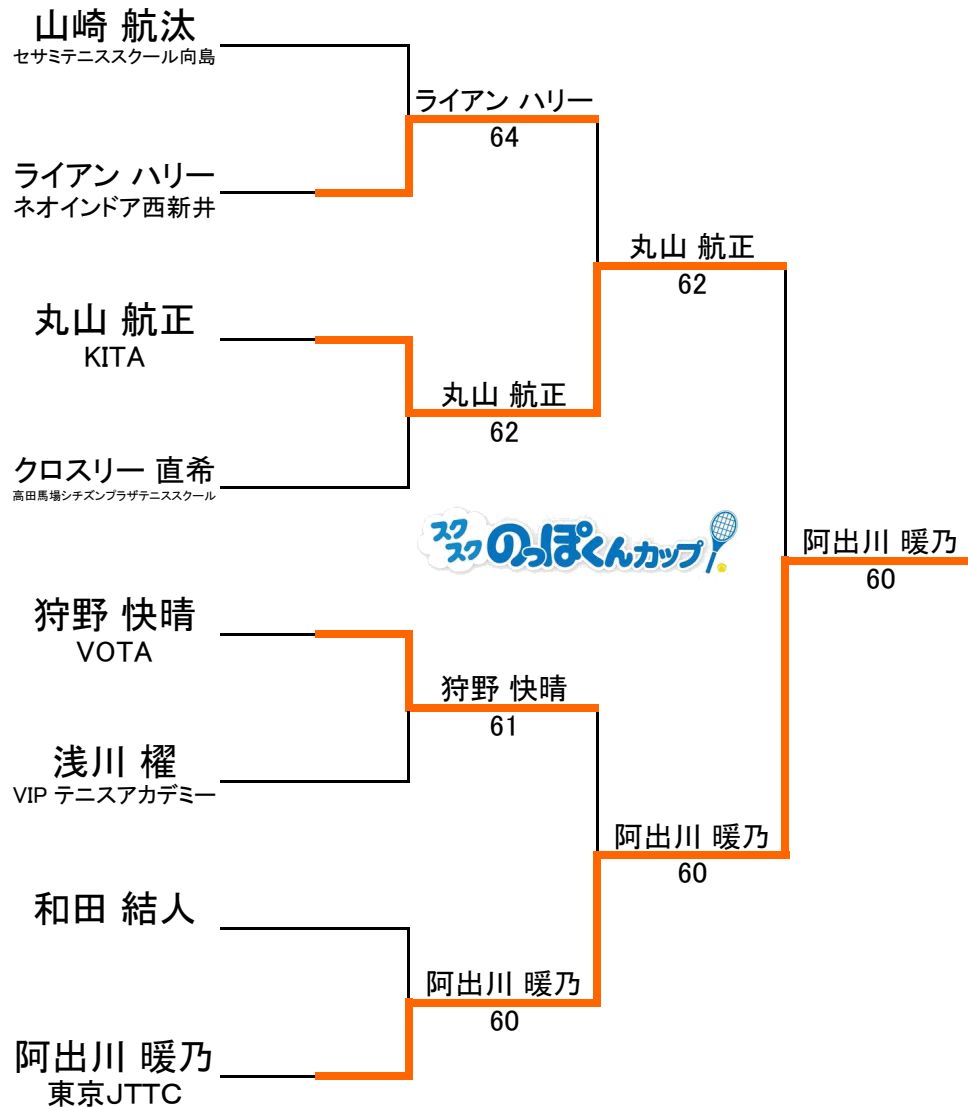 山崎 航汰
セサミテニススクール向島
ライアン ハリー
64
ライアン ハリー
ネオインドア西新井
丸山 航正
62
丸山 航正
KITA
丸山 航正
62
クロスリー 直希
高田馬場シチズンプラザテニススクール
スクスク のっぽくんカップ
阿出川 暖乃
60
狩野 快晴
VOTA
狩野 快晴
61
浅川 櫂
VIP テニスアカデミー
阿出川 暖乃
60
和田 結人
阿出川 暖乃
60
阿出川 暖乃
東京JTTC